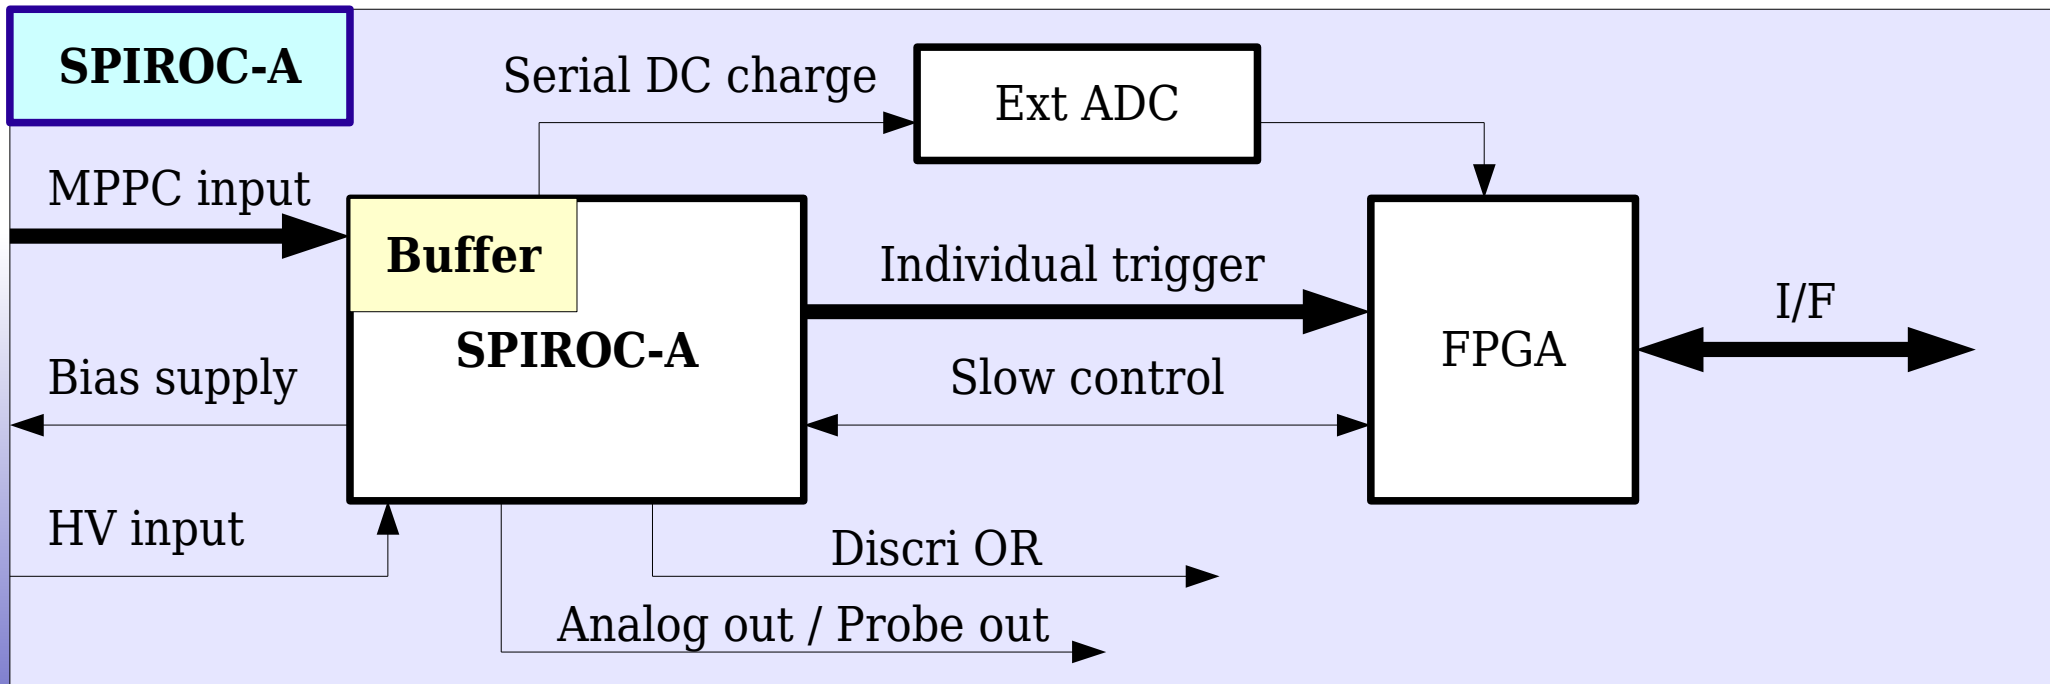 SPIROC-A
Serial DC charge
Ext ADC
MPPC input
Buffer
Individual trigger
I/F
SPIROC-A
FPGA
Bias supply
Slow control
HV input
Discri OR
Analog out / Probe out